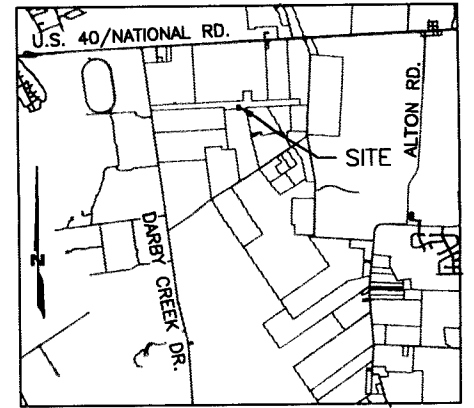 U.S. 40/NATIONAL RD.
ALTON RD.
SITE
DARBY CREEK DR.
N